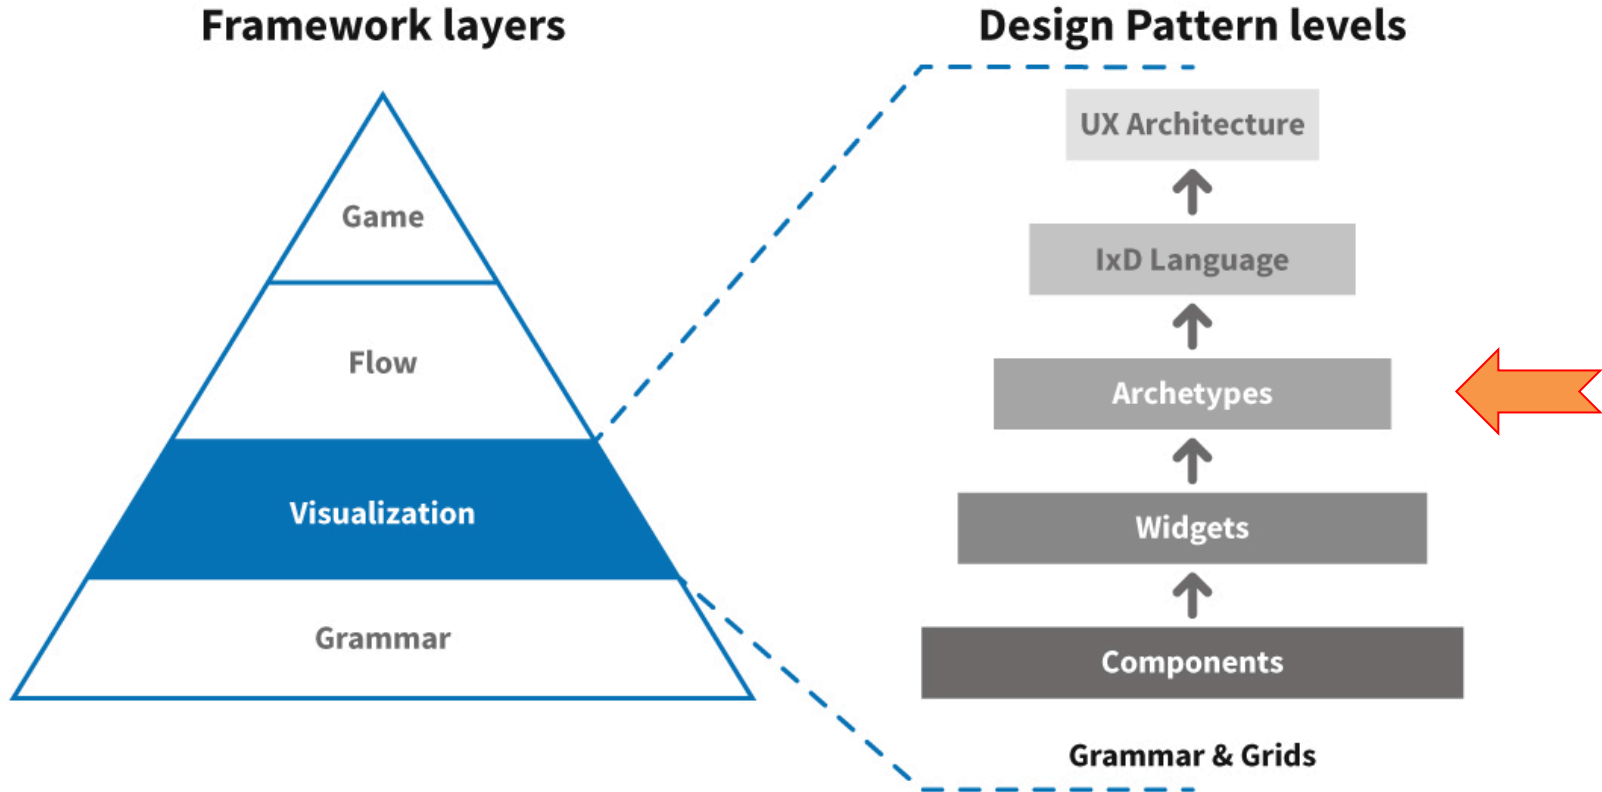 Framework layers
Game
Flow
Visualization
Grammar
Design Pattern levels
UX Architecture
IxD Language
Archetypes
Widgets
Components
Grammar & Grids